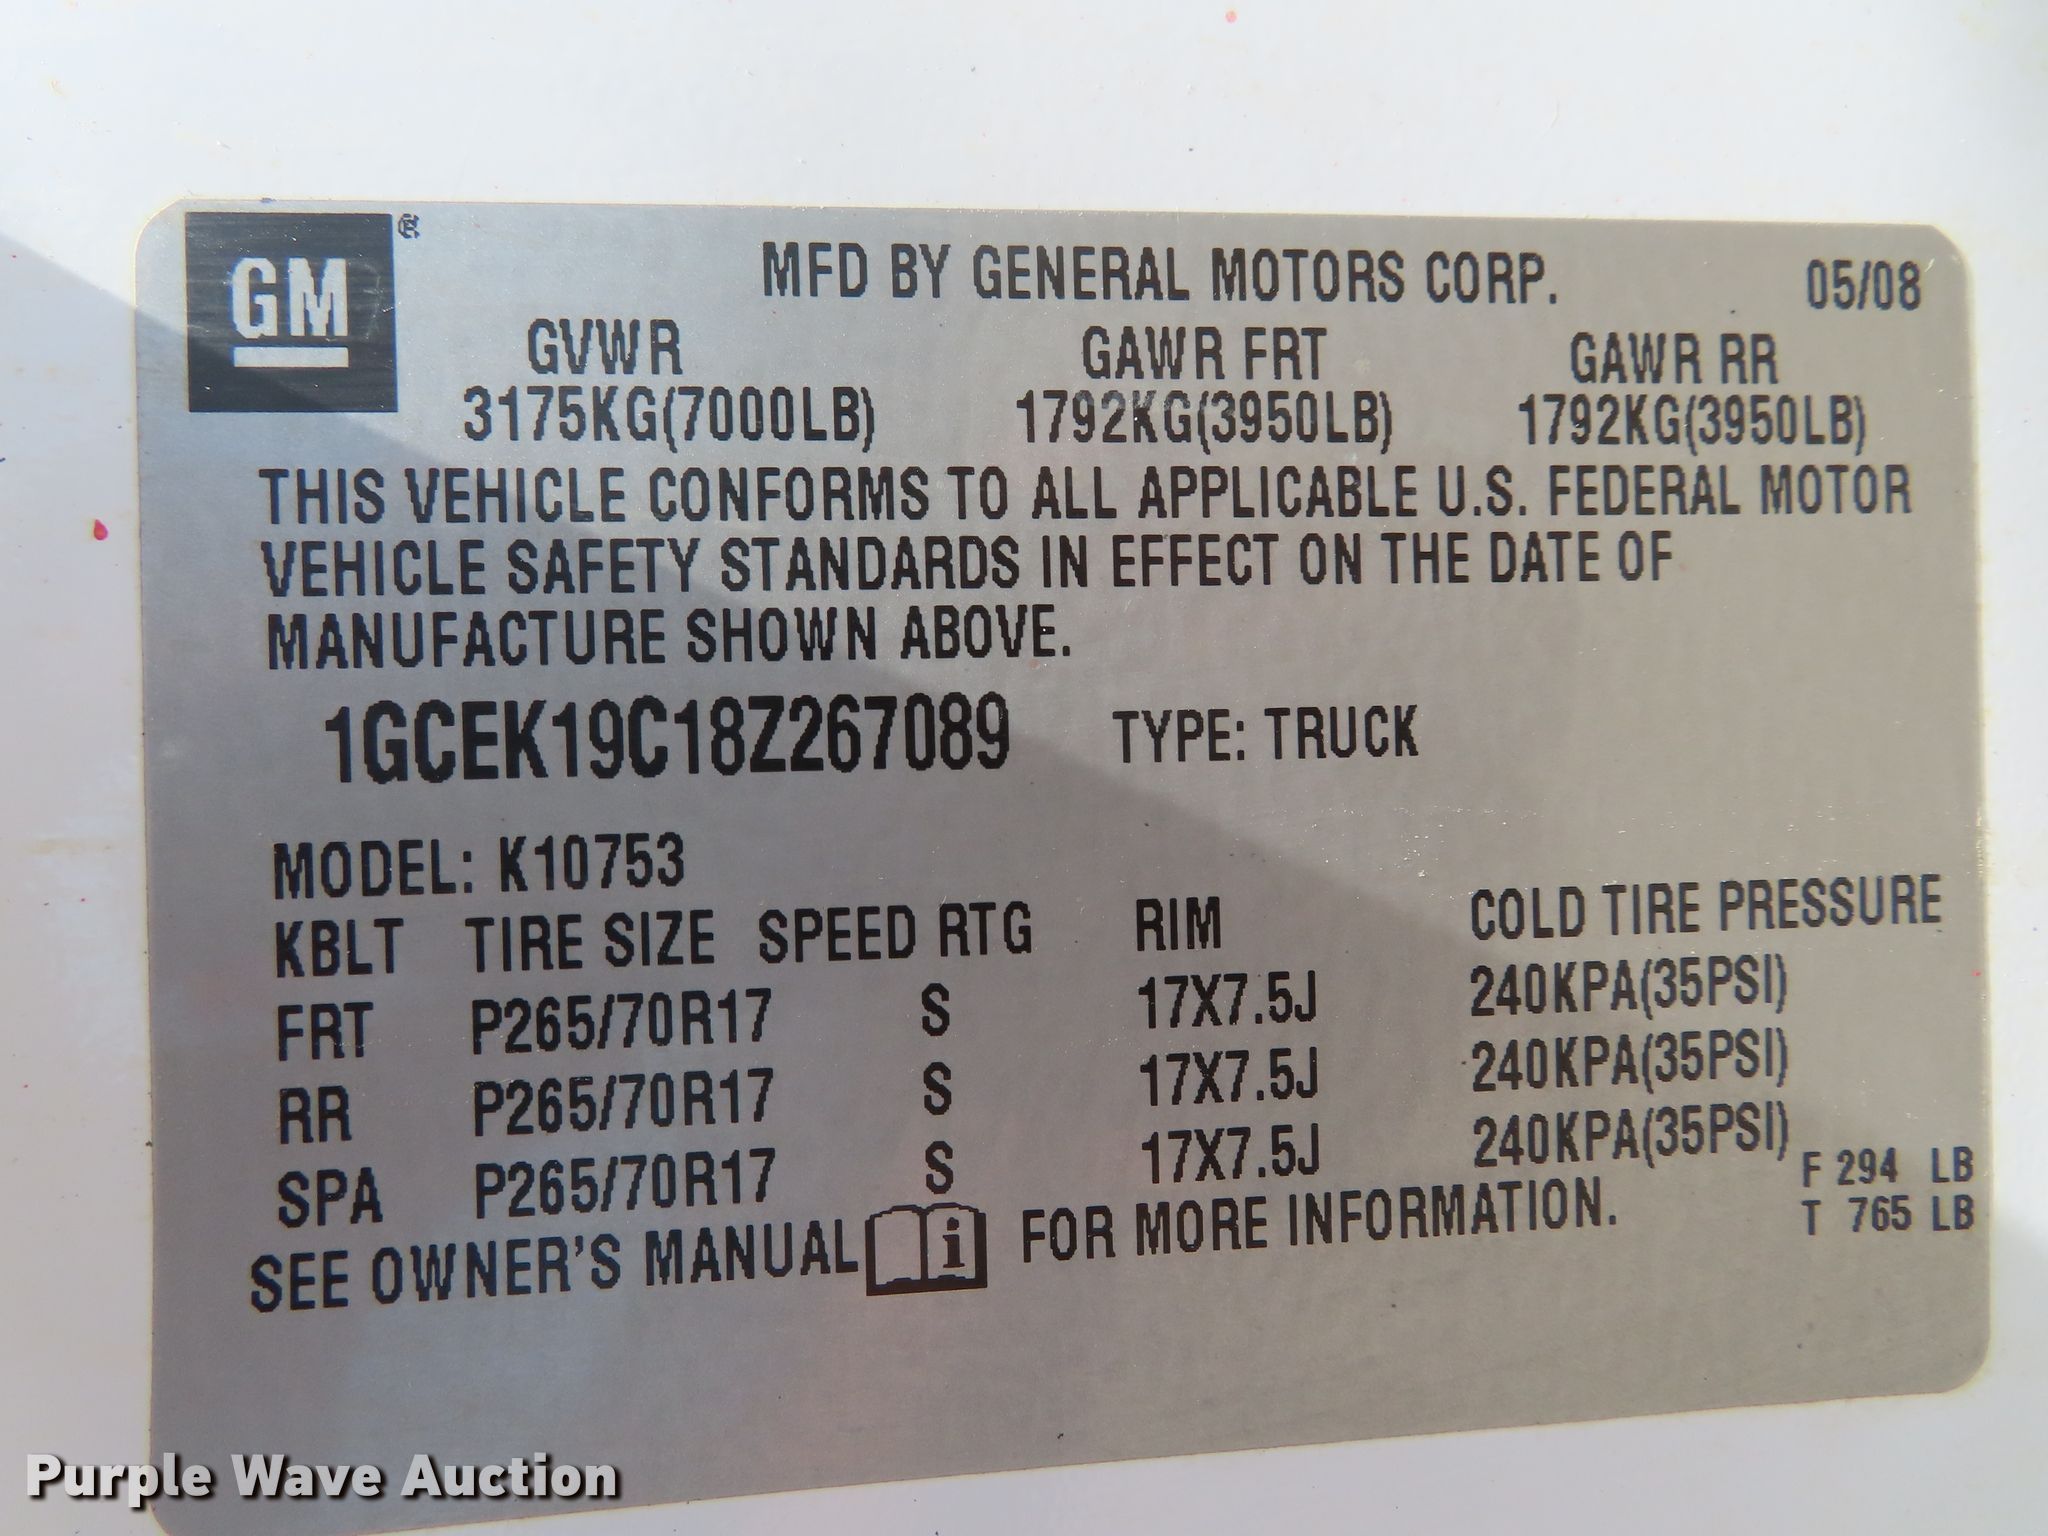 GM ®
MFD BY GENERAL MOTORS CORP. 05/08
GVWR GAWR FRT GAWR RR
3175KG(7000LB) 1792KG(3950LB) 1792KG(3950LB)
THIS VEHICLE CONFORMS TO ALL APPLICABLE U.S. FEDERAL MOTOR
VEHICLE SAFETY STANDARDS IN EFFECT ON THE DATE OF
MANUFACTURE SHOWN ABOVE.
1GCEK19C18Z267089 TYPE: TRUCK
MODEL: K10753
KBLT TIRE SIZE SPEED RTG RIM COLD TIRE PRESSURE
FRT P265/70R17 S 17X7.5J 240KPA(35PSI)
RR P265/70R17 S 17X7.5J 240KPA(35PSI)
SPA P265/70R17 S 17X7.5J 240KPA(35PSI)
F 294 LB
T 765 LB
SEE OWNER'S MANUAL i FOR MORE INFORMATION.
Purple Wave Auction